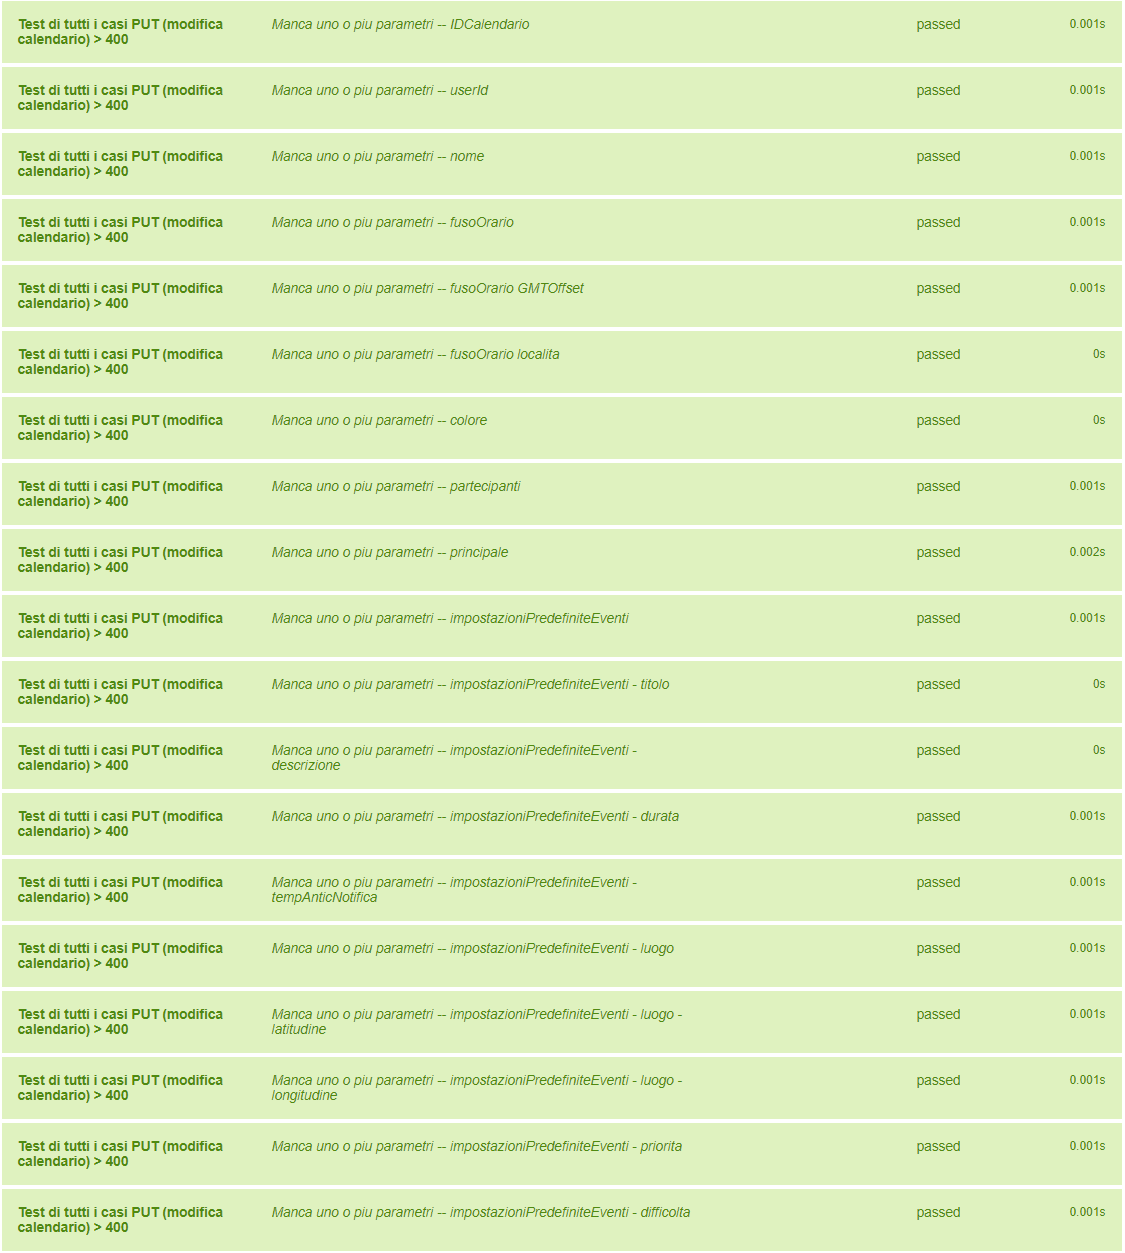 Test di tutti i casi PUT (modifica Manca uno o piu parametri -- IDCalendario passed 0.001s
calendario) > 400
Test di tutti i casi PUT (modifica Manca uno o piu parametri -- userId passed 0.001s
calendario) > 400
Test di tutti i casi PUT (modifica Manca uno o piu parametri -- nome passed 0.001s
calendario) > 400
Test di tutti i casi PUT (modifica Manca uno o piu parametri -- fusoOrario passed 0.001s
calendario) > 400
Test di tutti i casi PUT (modifica Manca uno o piu parametri -- fusoOrario GMTOffset passed 0.001s
calendario) > 400
Test di tutti i casi PUT (modifica Manca uno o piu parametri -- fusoOrario localita passed 0s
calendario) > 400
Test di tutti i casi PUT (modifica Manca uno o piu parametri -- colore passed 0s
calendario) > 400
Test di tutti i casi PUT (modifica Manca uno o piu parametri -- partecipanti passed 0.001s
calendario) > 400
Test di tutti i casi PUT (modifica Manca uno o piu parametri -- principale passed 0.002s
calendario) > 400
Test di tutti i casi PUT (modifica Manca uno o piu parametri -- impostazioniPredefiniteEventi passed 0.001s
calendario) > 400
Test di tutti i casi PUT (modifica Manca uno o piu parametri -- impostazioniPredefiniteEventi - titolo passed 0s
calendario) > 400
Test di tutti i casi PUT (modifica Manca uno o piu parametri -- impostazioniPredefiniteEventi - passed 0s
calendario) > 400 descrizione
Test di tutti i casi PUT (modifica Manca uno o piu parametri -- impostazioniPredefiniteEventi - durata passed 0.001s
calendario) > 400
Test di tutti i casi PUT (modifica Manca uno o piu parametri -- impostazioniPredefiniteEventi - passed 0.001s
calendario) > 400 tempAnticNotifica
Test di tutti i casi PUT (modifica Manca uno o piu parametri -- impostazioniPredefiniteEventi - luogo passed 0.001s
calendario) > 400
Test di tutti i casi PUT (modifica Manca uno o piu parametri -- impostazioniPredefiniteEventi - luogo - passed 0.001s
calendario) > 400 latitudine
Test di tutti i casi PUT (modifica Manca uno o piu parametri -- impostazioniPredefiniteEventi - luogo - passed 0.001s
calendario) > 400 longitudine
Test di tutti i casi PUT (modifica Manca uno o piu parametri -- impostazioniPredefiniteEventi - priorita passed 0.001s
calendario) > 400
Test di tutti i casi PUT (modifica Manca uno o piu parametri -- impostazioniPredefiniteEventi - difficolta passed 0.001s
calendario) > 400